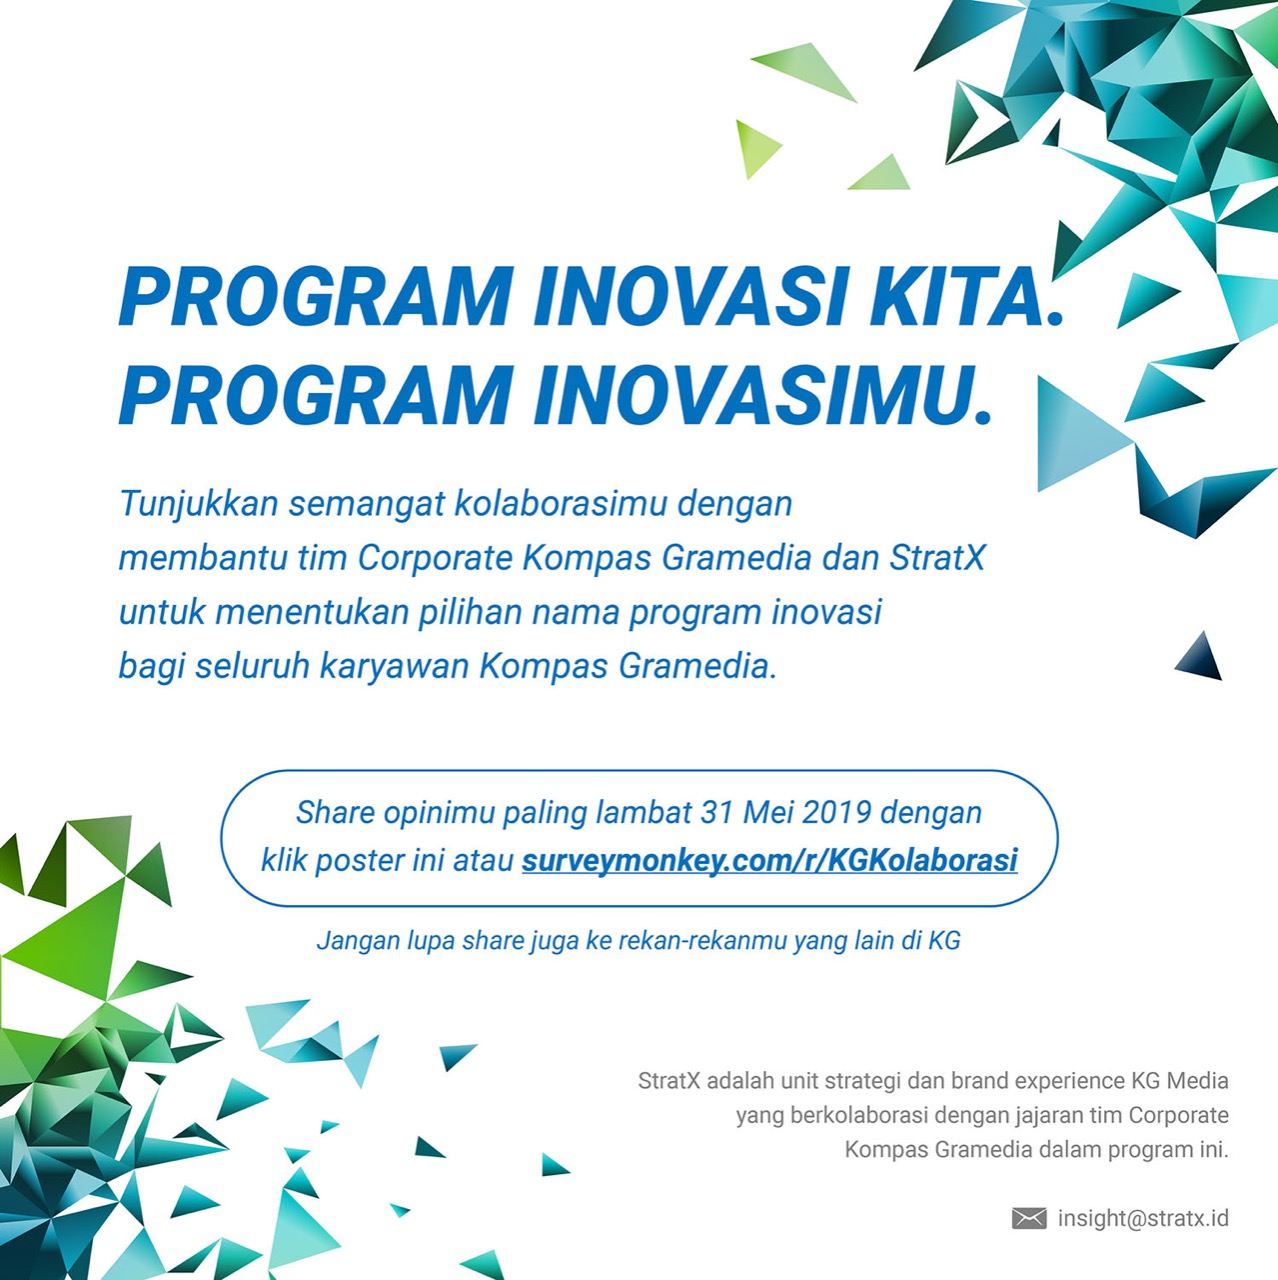 PROGRAM INOVASI KITA.
PROGRAM INOVASIMU.
Tunjukkan semangat kolaborasimu dengan
membantu tim Corporate Kompas Gramedia dan StratX
untuk menentukan pilihan nama program inovasi
bagi seluruh karyawan Kompas Gramedia.
Share opinimu paling lambat 31 Mei 2019 dengan
klik poster ini atau surveymonkey.com/r/KGKolaborasi
Jangan lupa share juga ke rekan-rekanmu yang lain di KG
StratX adalah unit strategi dan brand experience KG Media
yang berkolaborasi dengan jajaran tim Corporate
Kompas Gramedia dalam program ini.
insight@stratx.id